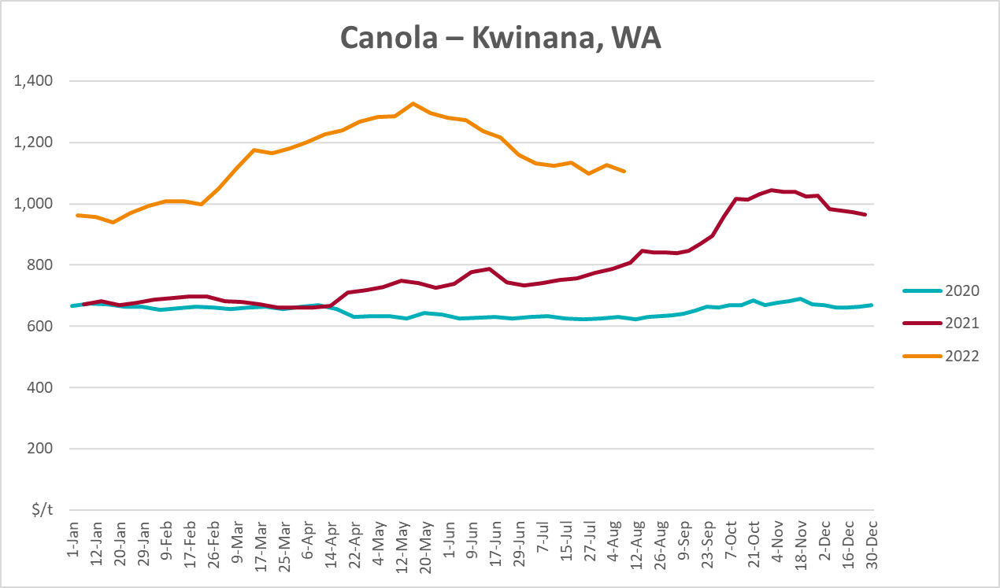 Canola – Kwinana, WA
1,400
1,200
1,000
800
600
400
200
$/t
1-Jan
12-Jan
20-Jan
29-Jan
9-Feb
17-Feb
26-Feb
9-Mar
17-Mar
25-Mar
6-Apr
14-Apr
22-Apr
4-May
12-May
20-May
1-Jun
9-Jun
17-Jun
29-Jun
7-Jul
15-Jul
27-Jul
4-Aug
12-Aug
26-Aug
9-Sep
23-Sep
7-Oct
21-Oct
4-Nov
18-Nov
2-Dec
16-Dec
30-Dec
2020
2021
2022